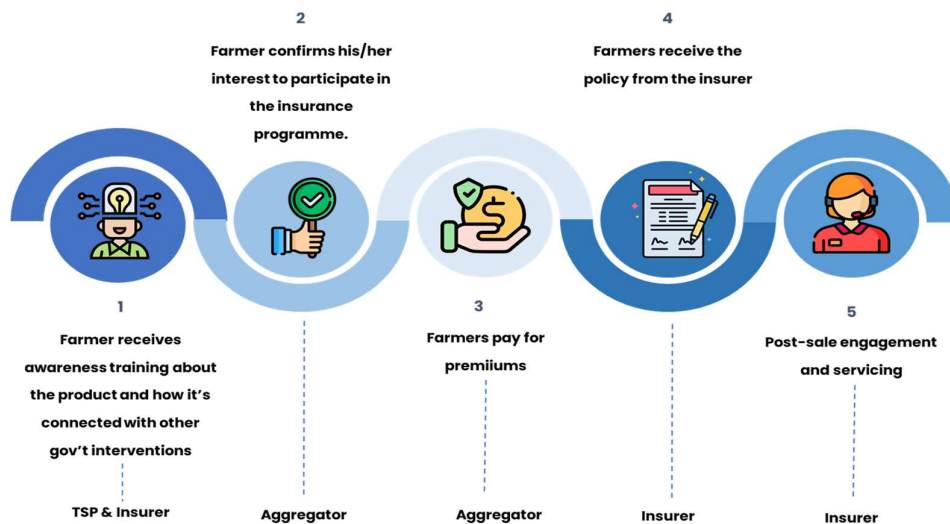 2
Farmer confirms his/her
interest to participate in
the insurance
programme.
4
Farmers receive the
policy from the insurer
1
Farmer receives
awareness training about
the product and how it's
connected with other
gov't interventions
3
Farmers pay for
premiiums
5
Post-sale engagement
and servicing
TSP & Insurer
Aggregator
Aggregator
Insurer
Insurer